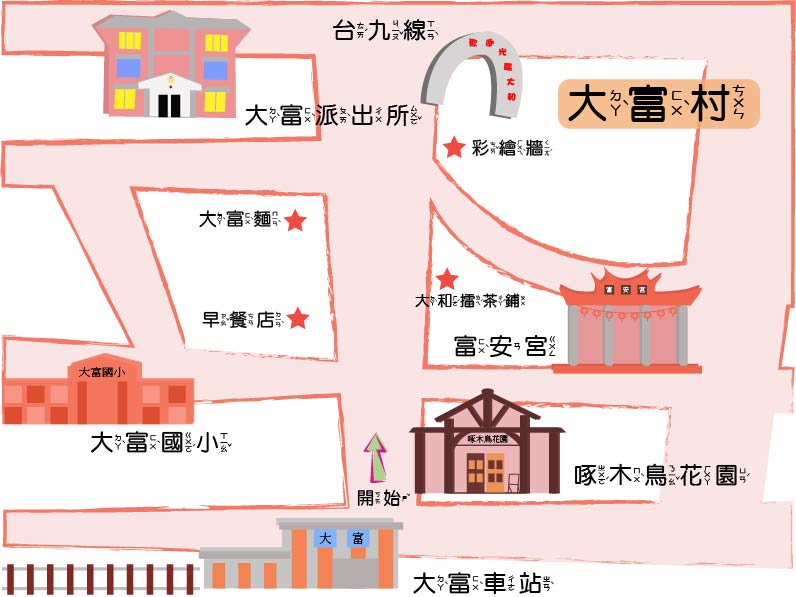 台九線
歡迎光臨大和
大富派出所
大富村
彩繪牆
大富麵
大和擂茶鋪
早餐店
富安宮
富安宮
大富國小
大富國小
啄木鳥花園
啄木鳥花園
開始
大富
大富車站